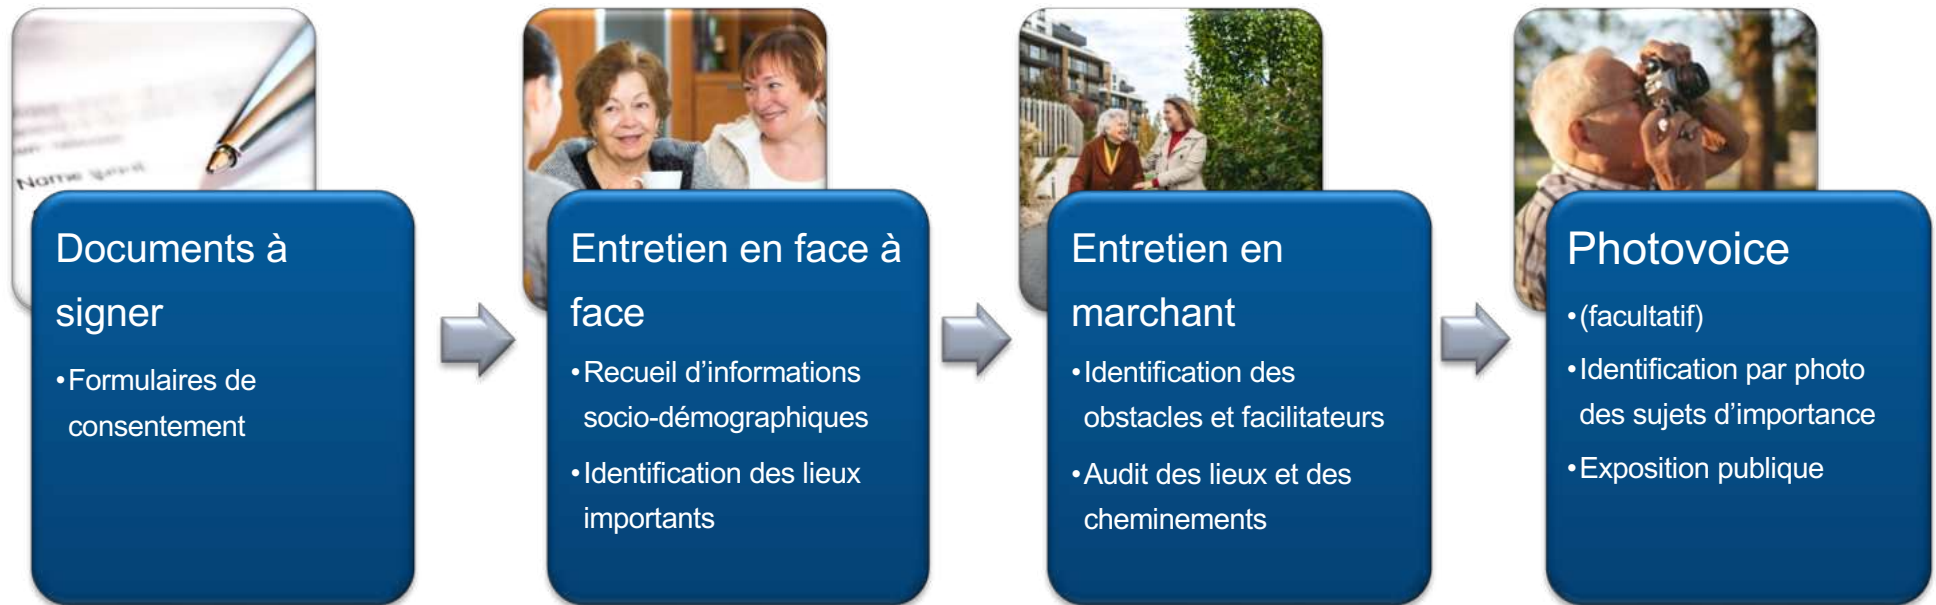 Name
Documents à
signer
•Formulaires de
consentement
Entretien en face à
face
•Recueil d’informations
socio-démographiques
•Identification des lieux
importants
Entretien en
marchant
•Identification des
obstacles et facilitateurs
•Audit des lieux et des
cheminements
Photovoice
•(facultatif)
•Identification par photo
des sujets d’importance
•Exposition publique